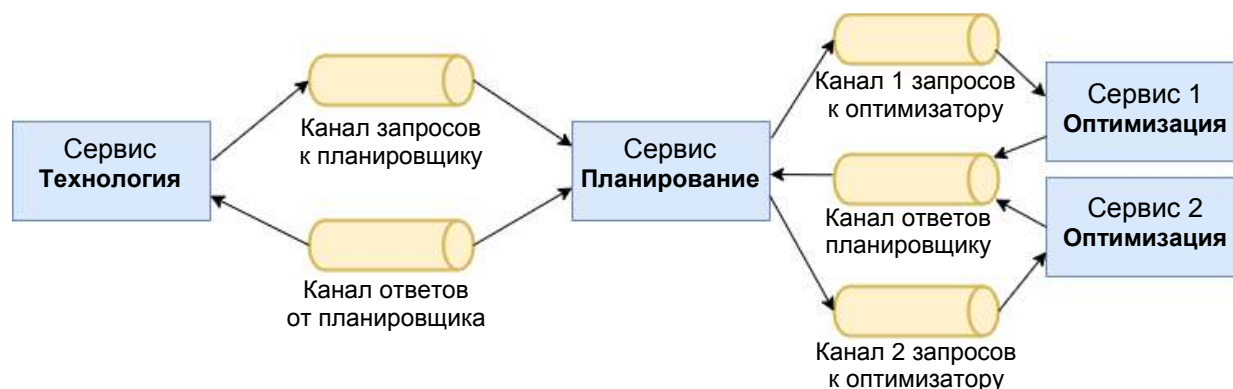 Сервис
Технология
Канал запросов
к планировщику
Канал ответов
от планировщика
Сервис
Планирование
Канал 1 запросов
к оптимизатору
Канал ответов
планировщику
Канал 2 запросов
к оптимизатору
Сервис 1
Оптимизация
Сервис 2
Оптимизация